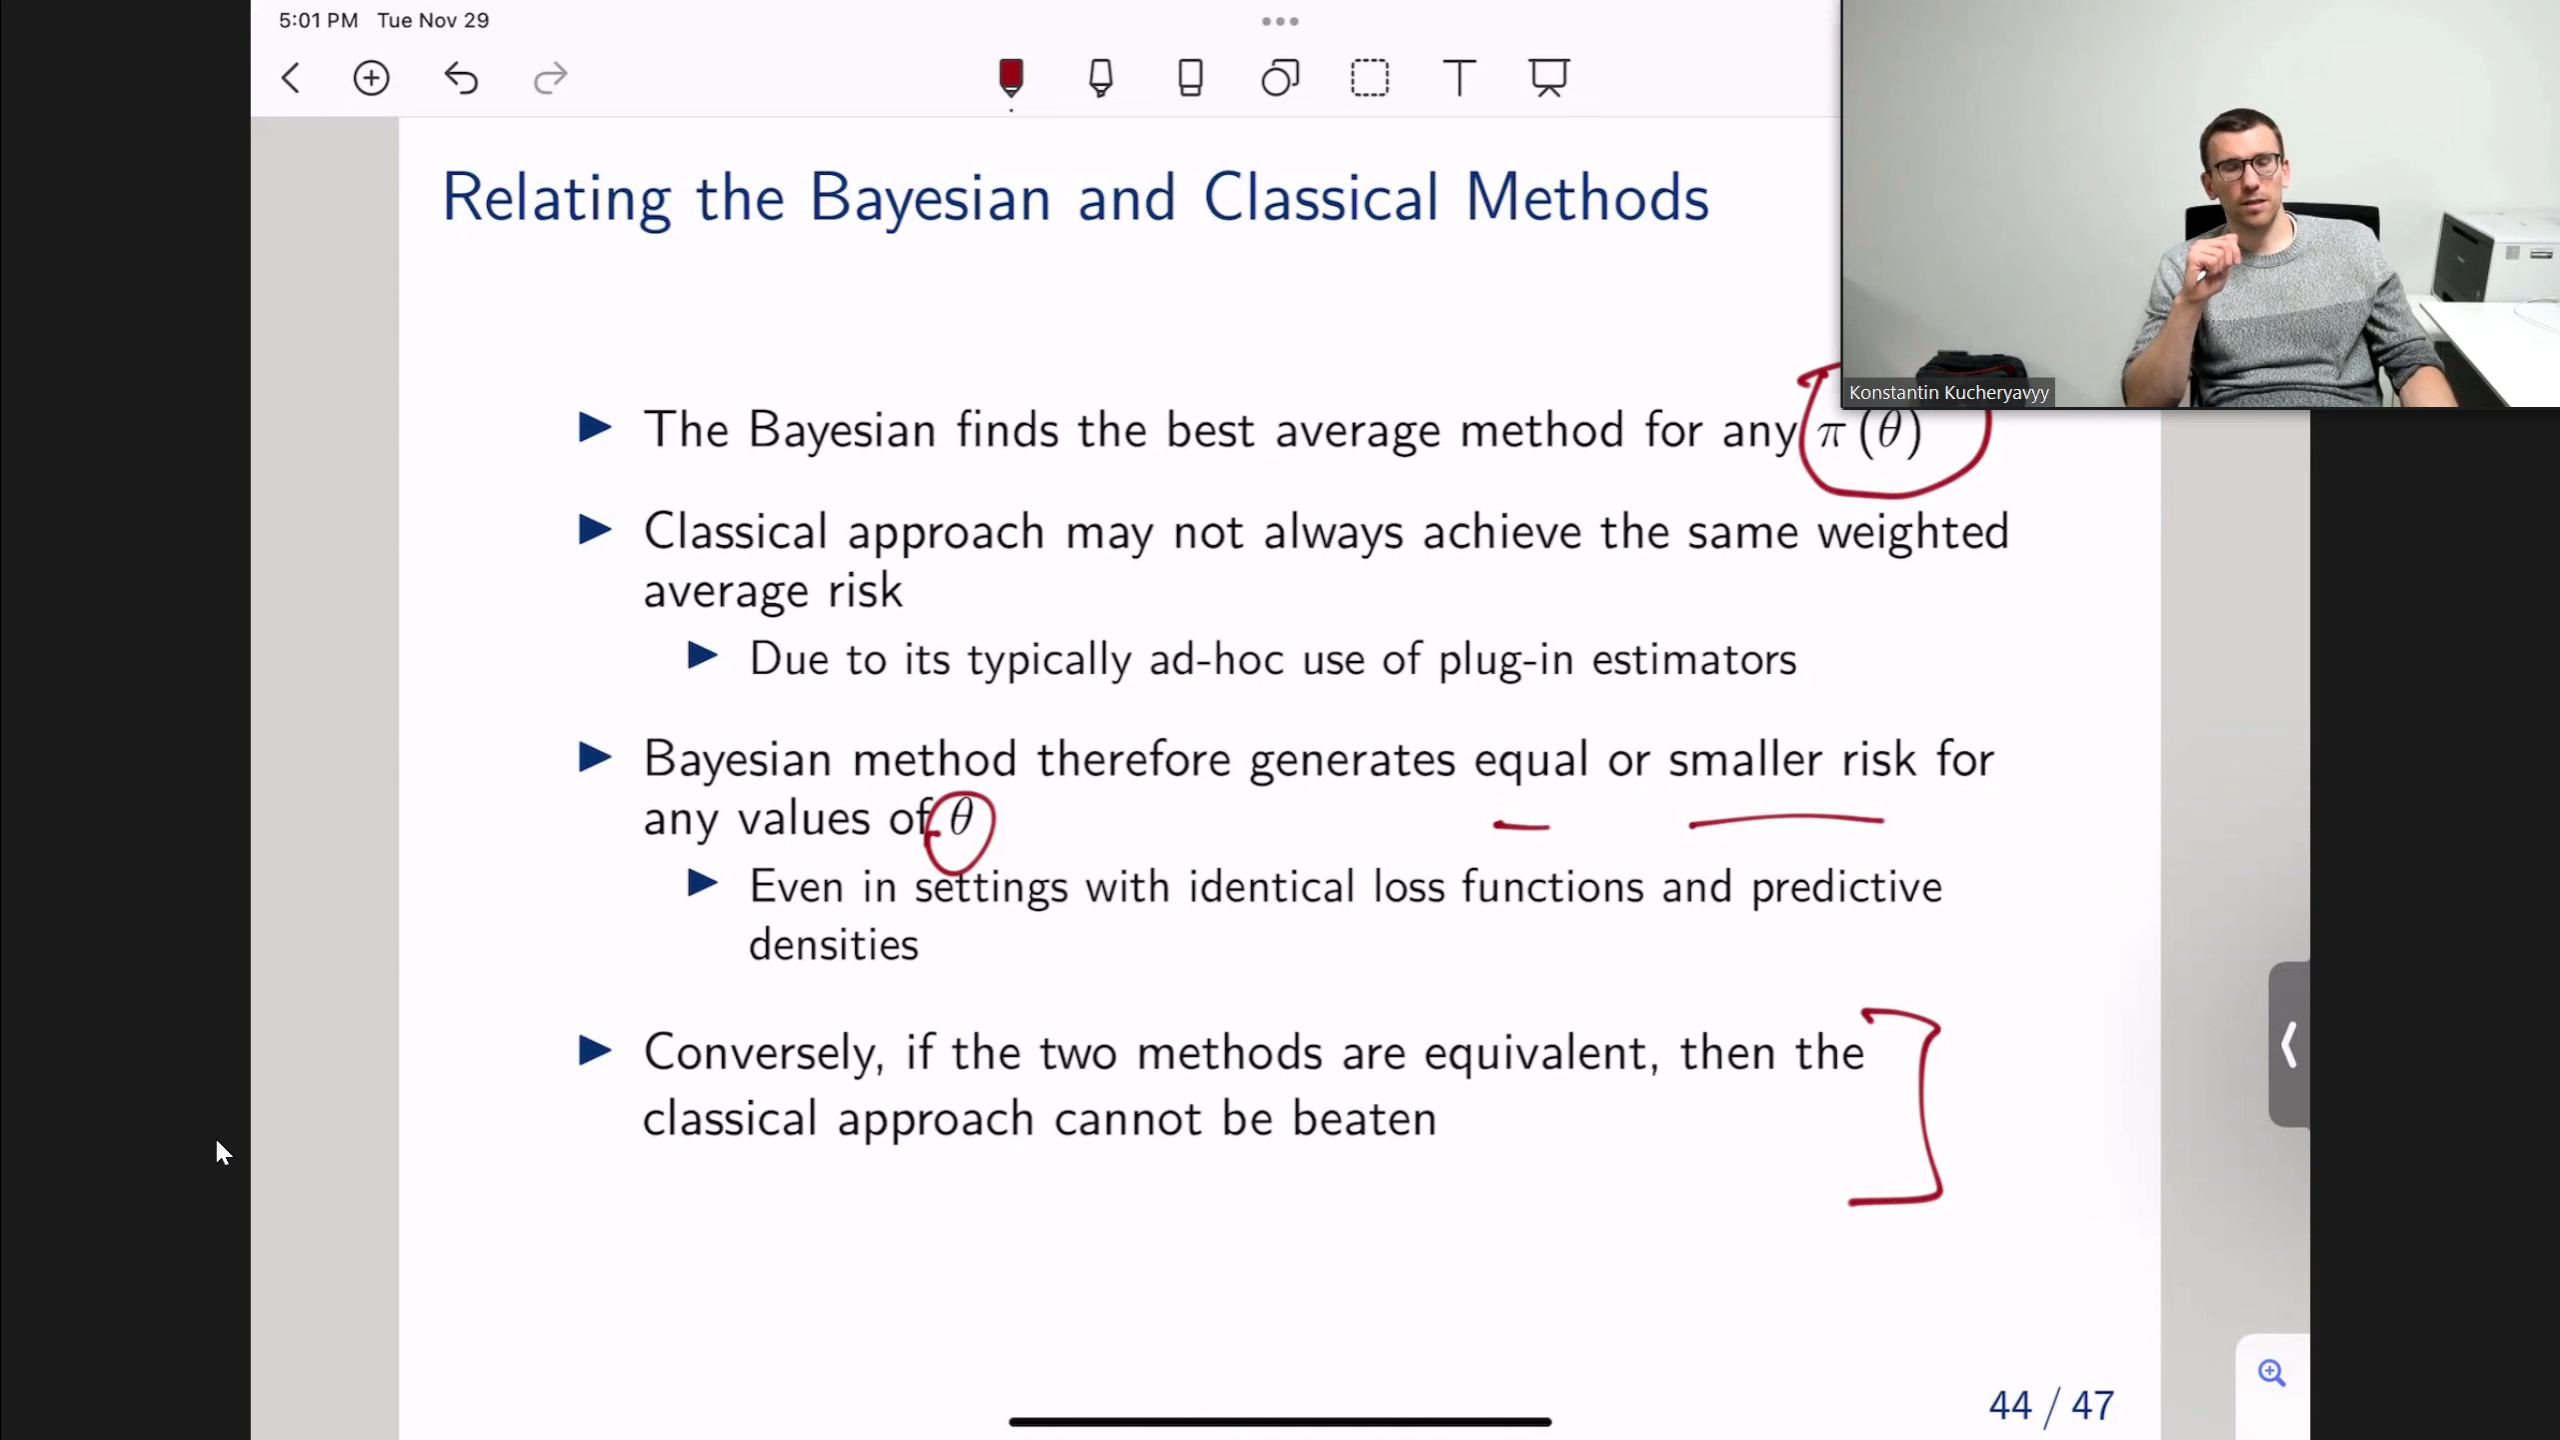 5:01 PM Tue Nov 29
Relating the Bayesian and Classical Methods
Konstantin Kucheryavyy
▶ The Bayesian finds the best average method for any π (θ)
▶ Classical approach may not always achieve the same weighted
average risk
▶ Due to its typically ad-hoc use of plug-in estimators
▶ Bayesian method therefore generates equal or smaller risk for
any values of θ
▶ Even in settings with identical loss functions and predictive
densities
▶ Conversely, if the two methods are equivalent, then the
classical approach cannot be beaten
44 / 47